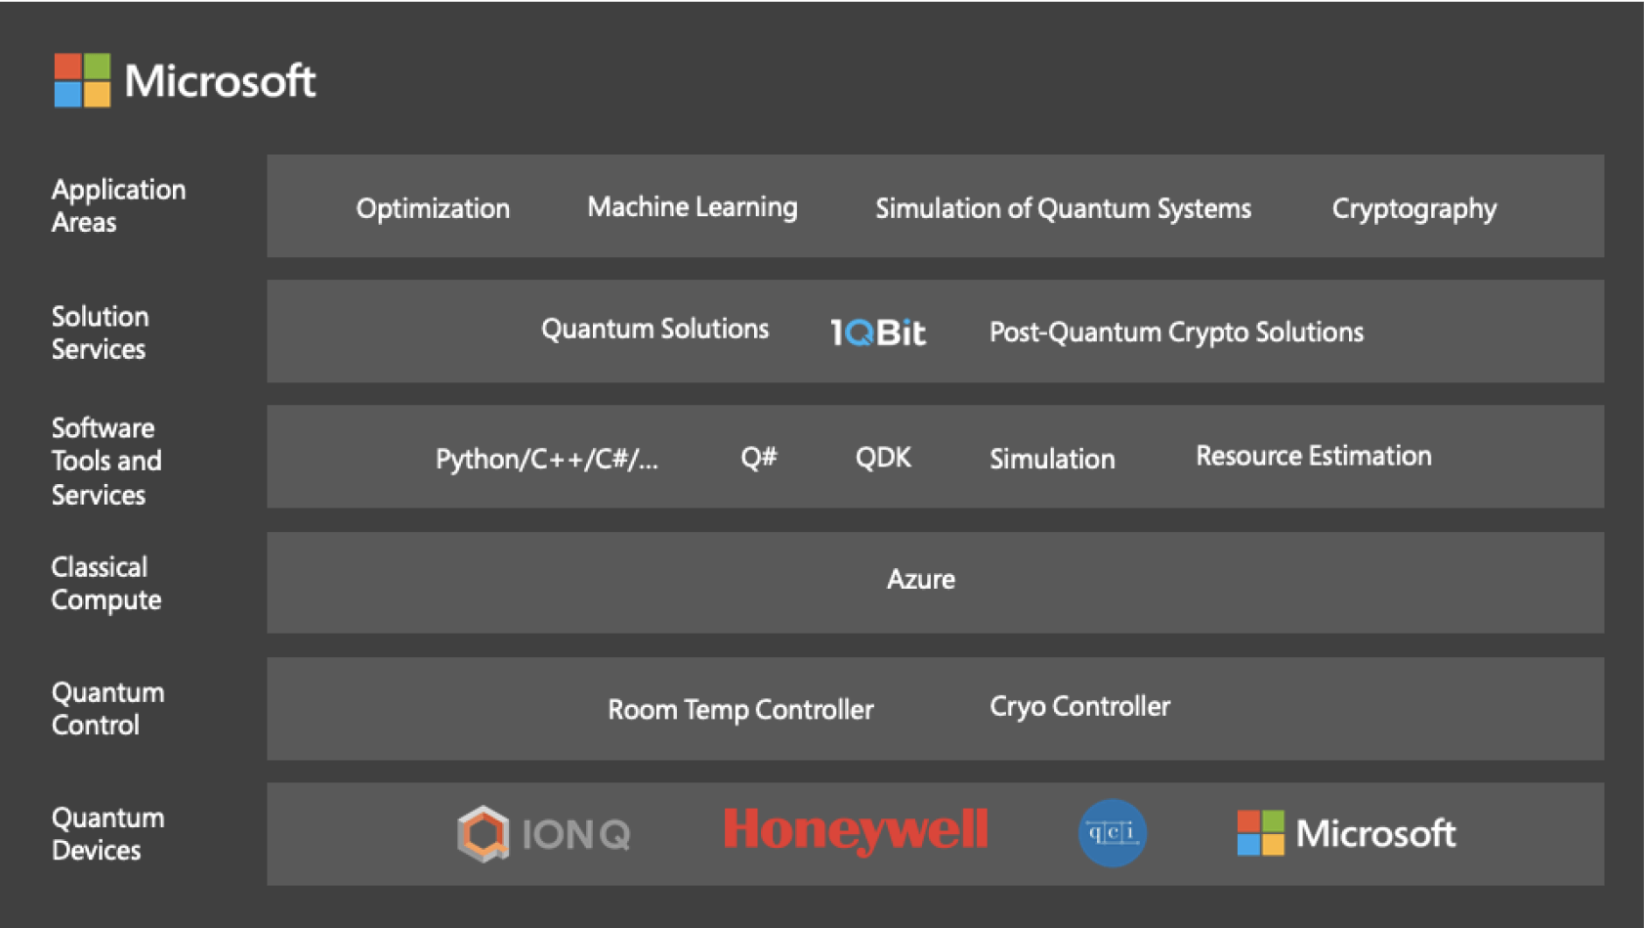 Microsoft
Application
Areas
Optimization Machine Learning Simulation of Quantum Systems Cryptography
Solution
Services
Quantum Solutions 1QBit Post-Quantum Crypto Solutions
Software
Tools and
Services
Python/C++/C#/... Q# QDK Simulation Resource Estimation
Classical
Compute
Azure
Quantum
Control
Room Temp Controller Cryo Controller
Quantum
Devices
IONQ Honeywell qci Microsoft